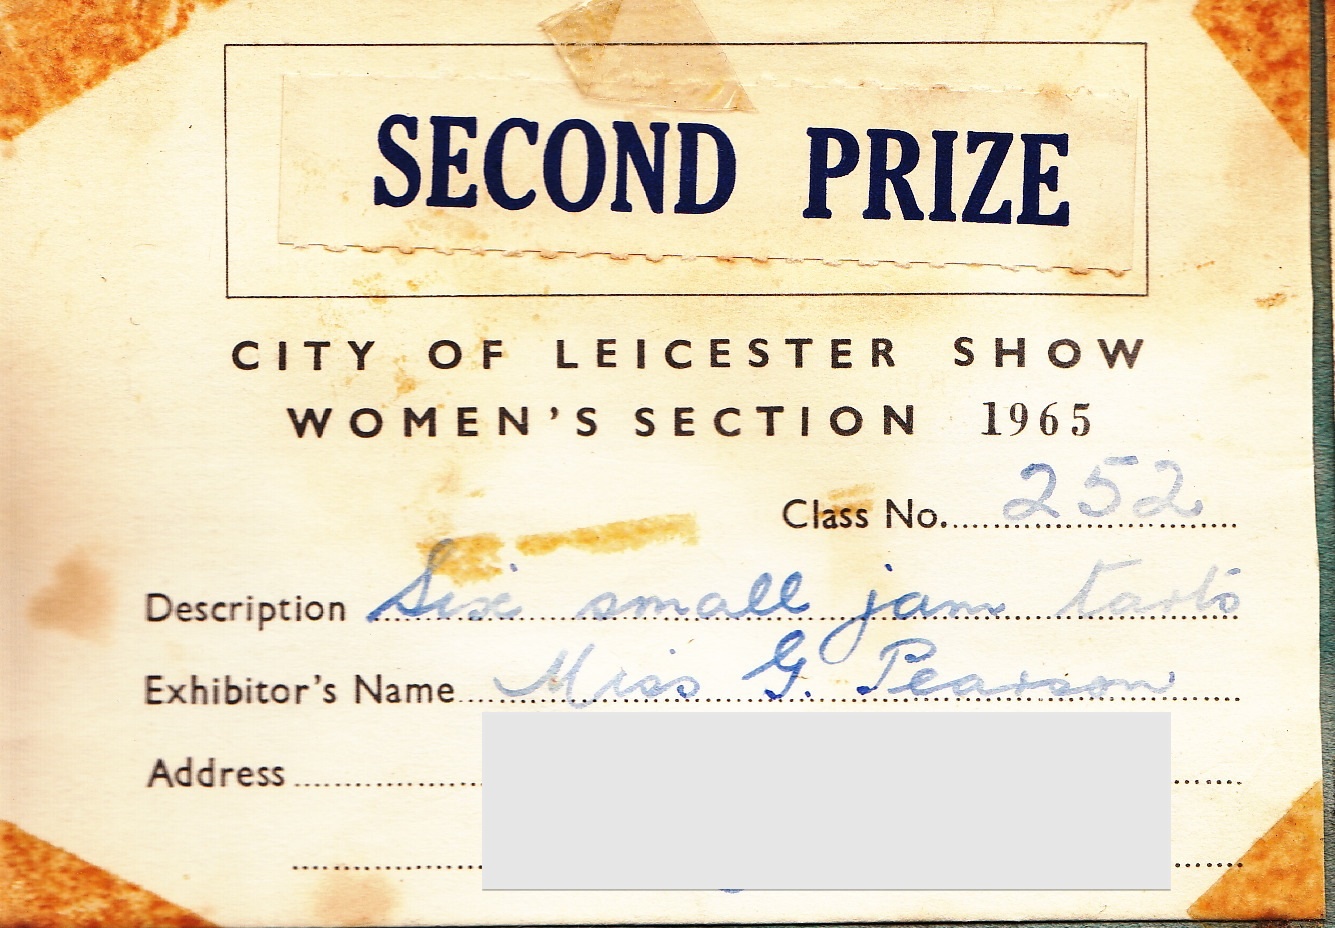 SECOND PRIZE
CITY OF LEICESTER SHOW
WOMEN'S SECTION 1965
Class No. 252
Description Six small jam tarts
Exhibitor's Name Miss G. Pearson
Address